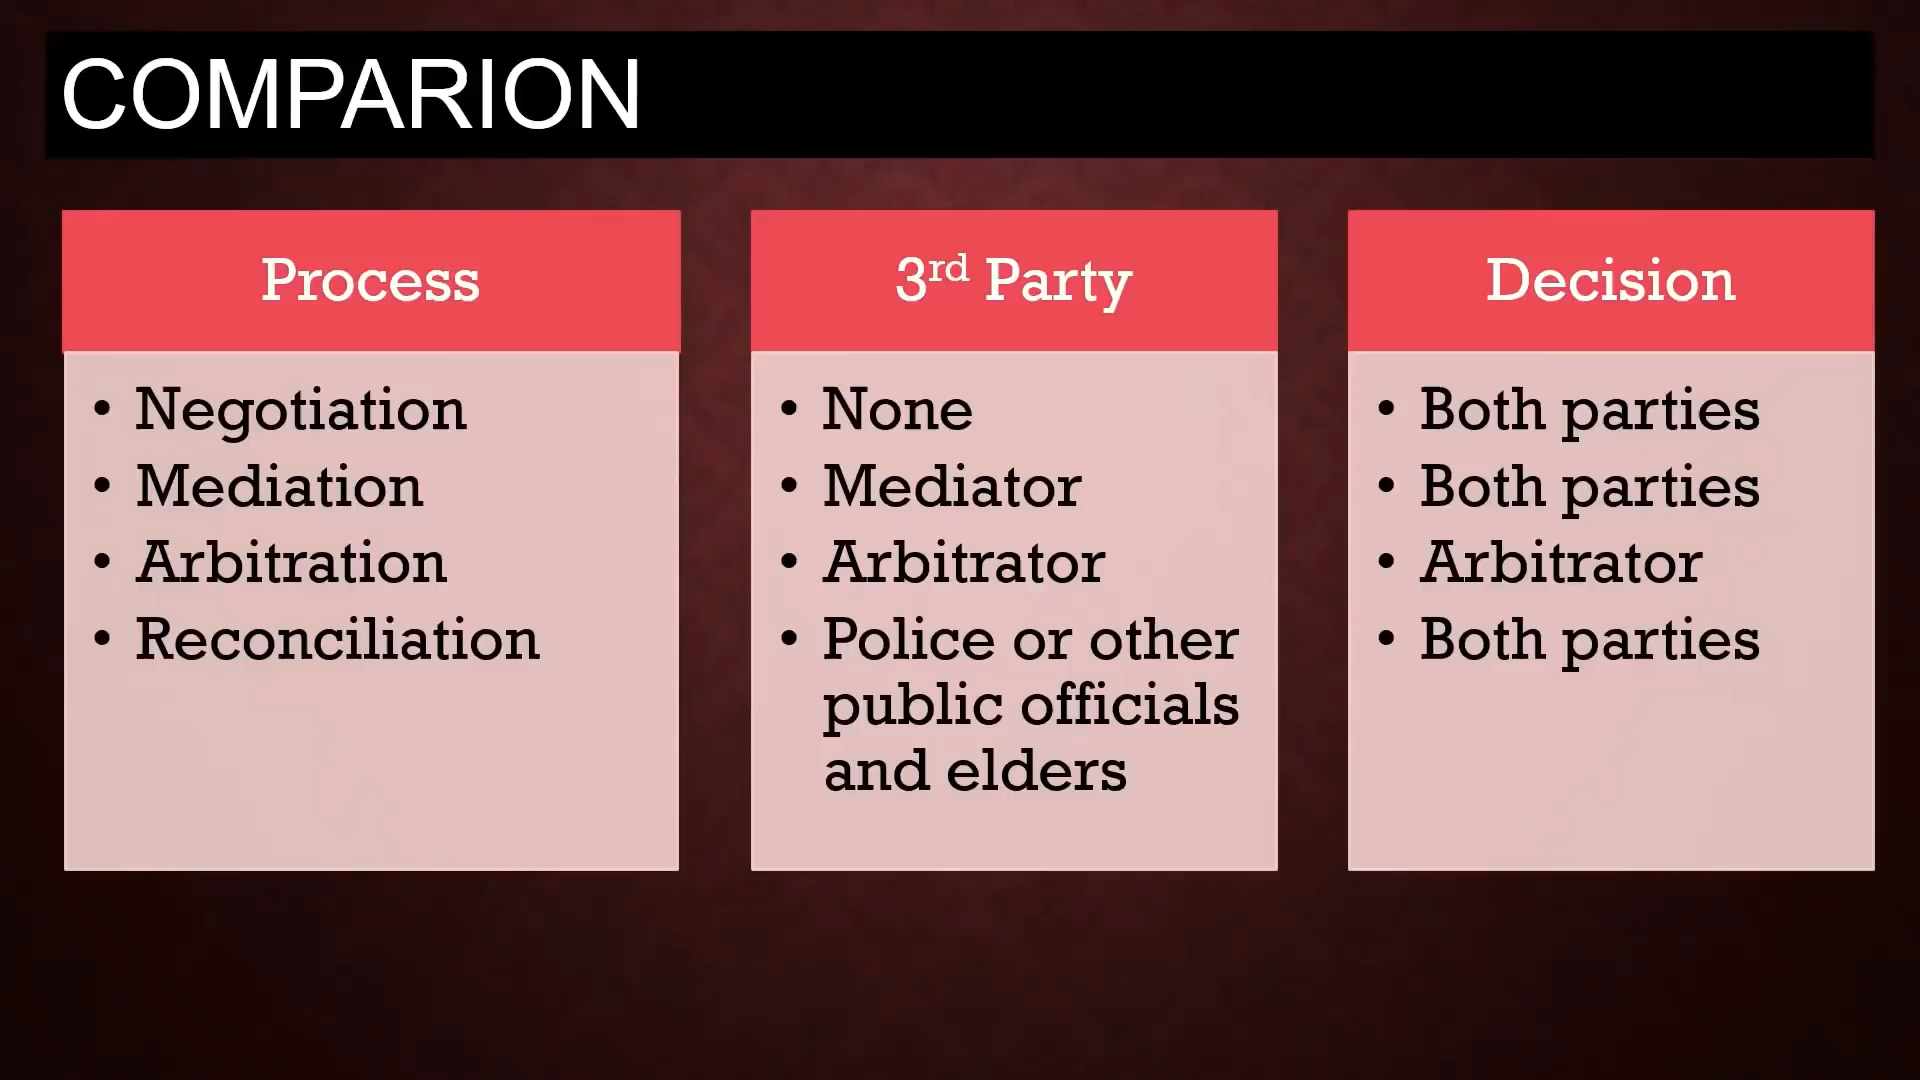 COMPARION
Process
• Negotiation
• Mediation
• Arbitration
• Reconciliation
3rd Party
• None
• Mediator
• Arbitrator
• Police or other
public officials
and elders
Decision
• Both parties
• Both parties
• Arbitrator
• Both parties